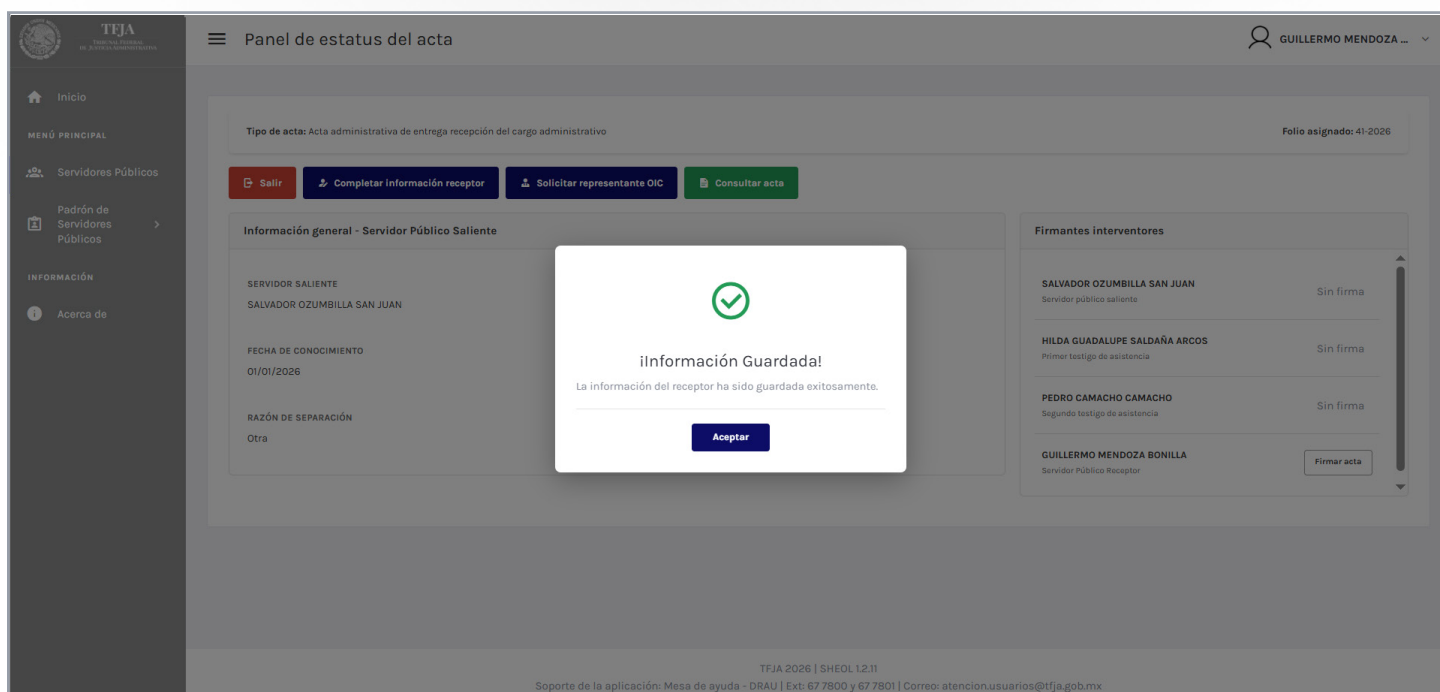 TFJA
TRIBUNAL FEDERAL
DE JUSTICIA ADMINISTRATIVA
Panel de estatus del acta
GUILLERMO MENDOZA ...
Inicio
MENÚ PRINCIPAL
Servidores Públicos
Padrón de
Servidores
Públicos
INFORMACIÓN
Acerca de
Tipo de acta: Acta administrativa de entrega recepción del cargo administrativo
Folio asignado: 41-2026
Salir
Completar información receptor
Solicitar representante OIC
Consultar acta
Información general - Servidor Público Saliente
SERVIDOR SALIENTE
SALVADOR OZUMBILLA SAN JUAN
FECHA DE CONOCIMIENTO
01/01/2026
RAZÓN DE SEPARACIÓN
Otra
¡Información Guardada!
La información del receptor ha sido guardada exitosamente.
Aceptar
Firmantes interventores
SALVADOR OZUMBILLA SAN JUAN
Servidor público saliente
Sin firma
HILDA GUADALUPE SALDAÑA ARCOS
Primer testigo de asistencia
Sin firma
PEDRO CAMACHO CAMACHO
Segundo testigo de asistencia
Sin firma
GUILLERMO MENDOZA BONILLA
Servidor Público Receptor
Firmar acta
TFJA 2026 | SHEOL 1.2.11
Soporte de la aplicación: Mesa de ayuda - DRAU | Ext: 67 7800 y 67 7801 | Correo: atencion.usuarios@tfja.gob.mx